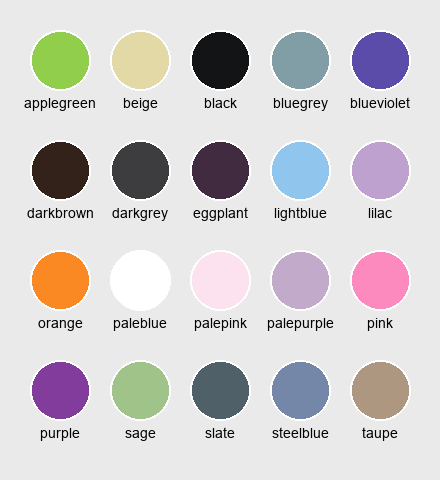 applegreen beige black bluegrey blueviolet
darkbrown darkgrey eggplant lightblue lilac
orange paleblue palepink palepurple pink
purple sage slate steelblue taupe